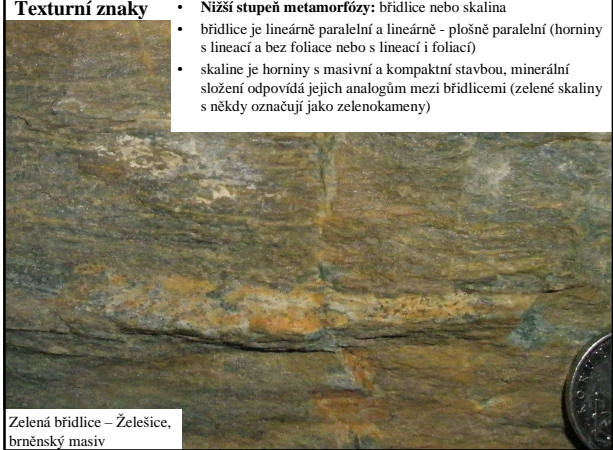 Texturní znaky
• Nižší stupeň metamorfózy: břidlice nebo skalina
• břidlice je lineárně paralelní a lineárně - plošně paralelní (horniny
s lineací a bez foliace nebo s lineací i foliací)
• skaline je horniny s masivní a kompaktní stavbou, minerální
složení odpovídá jejich analogům mezi břidlicemi (zelené skaliny
s někdy označují jako zelenokameny)
Zelená břidlice – Želešice,
brněnský masiv